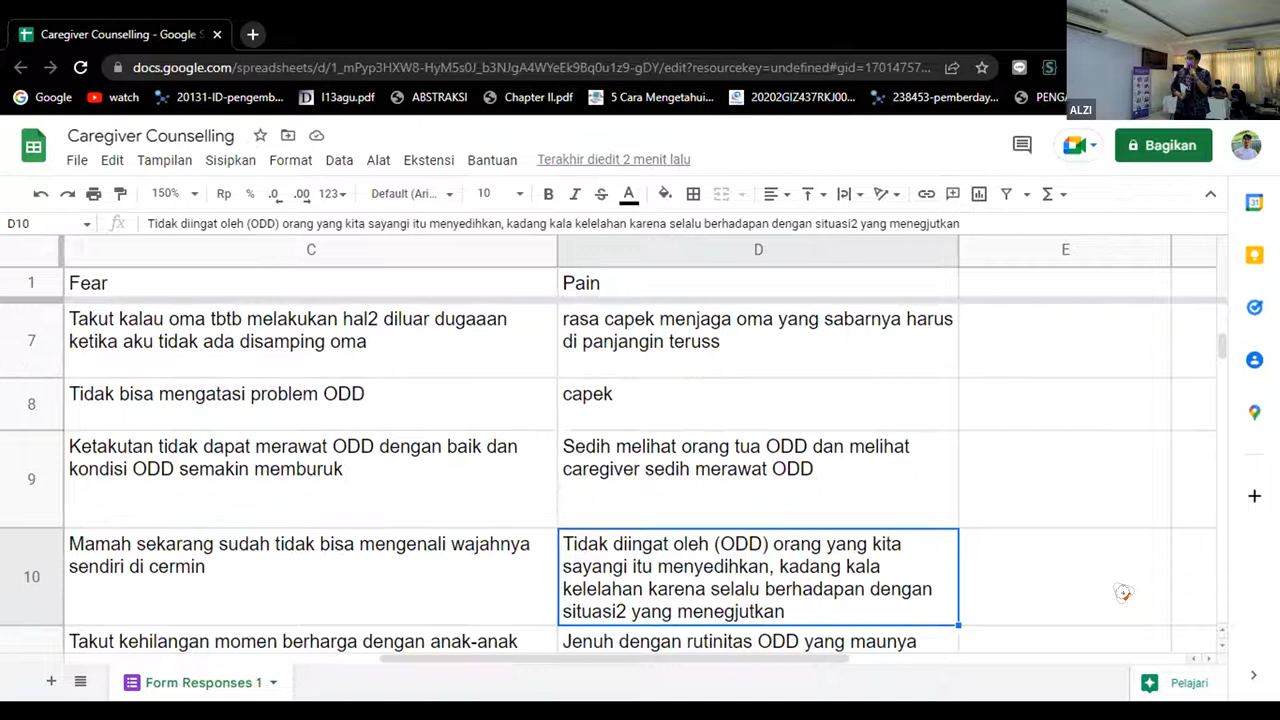 Caregiver Counselling - Google S
docs.google.com/spreadsheets/d/1_mPyp3HXW8-HyM5s0J_b3NJgA4WYeEk9Bq0u1z9-gDY/edit?resourcekey=undefined#gid=17014757...
Google watch 20131-ID-pengemb... I13agu.pdf ABSTRAKSI Chapter II.pdf 5 Cara Mengetahui... 20202GIZ437RKJ00... 238453-pemberday... PENG
ALZI
Caregiver Counselling
File Edit Tampilan Sisipkan Format Data Alat Ekstensi Bantuan Terakhir diedit 2 menit lalu
Bagikan
150% Rp % .0 .00 123 Default (Ari... 10 B I S A
D10 fx Tidak diingat oleh (ODD) orang yang kita sayangi itu menyedihkan, kadang kala kelelahan karena selalu berhadapan dengan situasi2 yang menegjutkan
C D E
1 Fear Pain
7
Takut kalau oma tbtb melakukan hal2 diluar dugaaan
ketika aku tidak ada disamping oma
rasa capek menjaga oma yang sabarnya harus
di panjangin teruss
8 Tidak bisa mengatasi problem ODD capek
9
Ketakutan tidak dapat merawat ODD dengan baik dan
kondisi ODD semakin memburuk
Sedih melihat orang tua ODD dan melihat
caregiver sedih merawat ODD
10
Mamah sekarang sudah tidak bisa mengenali wajahnya
sendiri di cermin
Tidak diingat oleh (ODD) orang yang kita
sayangi itu menyedihkan, kadang kala
kelelahan karena selalu berhadapan dengan
situasi2 yang menegjutkan
Takut kehilangan momen berharga dengan anak-anak
Jenuh dengan rutinitas ODD yang maunya
Form Responses 1
Pelajari